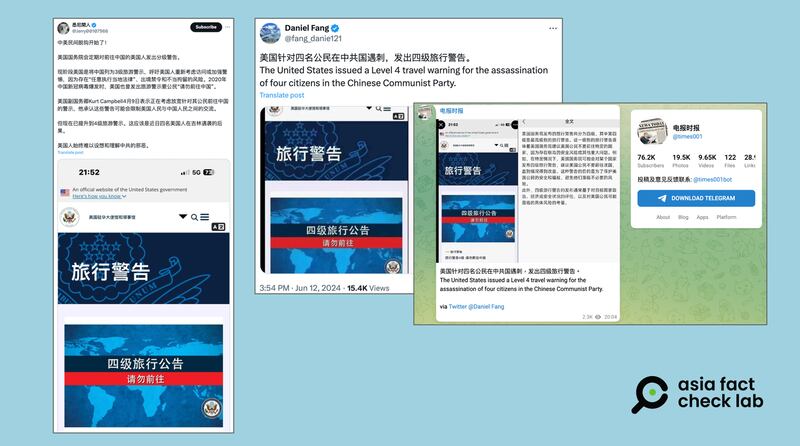 悉尼閒人
@Jerry00107566
Subscribe
中美民间脱钩开始了!
美国国务院会定期对前往中国的美国人发出分级警告。
现阶段美国是将中国列为3级旅游警示，呼吁美国人重新考虑访问或加强警
惕，因为存在"任意执行当地法律"、出境禁令和不当拘留的风险。2020年
中国新冠病毒爆发时，美国也曾发出旅游警示要公民"请勿前往中国"。
美国副国务卿Kurt Campbell4月9日表示正在考虑放宽针对其公民前往中国
的警示，他承认这些警告可能会限制美国人民与中国人民之间的交流。
但现在已提升到4级旅游警示。这应该是近日四名美国人在吉林遇袭的后
果。
美国人始终难以设想和理解中共的邪恶。
Translate post
21:52
5G
An official website of the United States government
Here's how you know
美国驻华大使馆和领事馆
旅行警告
四级旅行公告
请勿前往
Daniel Fang
@fang_danie121
美国针对四名公民在中共国遇刺，发出四级旅行警告。
The United States issued a Level 4 travel warning for the assassination
of four citizens in the Chinese Communist Party.
Translate post
旅行警告
四级旅行公告
请勿前往
3:54 PM · Jun 12, 2024 · 15.4K Views
电报时报
全文
21:52
旅行警告
四级旅行公告
请勿前往
美国针对四名公民在中共国遇刺，发出四级旅行警告。
The United States issued a Level 4 travel warning for the
assassination of four citizens in the Chinese Communist Party.
via Twitter @Daniel Fang
2.3K
20:04
NEWS TODAY
电报时报
@times001
76.2K
19.5K
9.65K
122
28.
Subscribers
Photos
Videos
Files
Links
投稿及意见反馈联系: @times001bot
DOWNLOAD TELEGRAM
About
Blog
Apps
Platform
asia fact
check lab